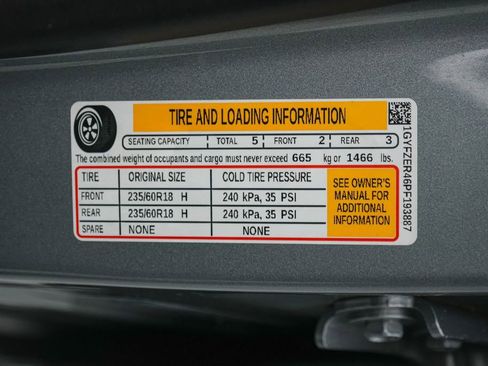 TIRE AND LOADING INFORMATION
SEATING CAPACITY TOTAL 5 FRONT 2 REAR 3
The combined weight of occupants and cargo must never exceed 665 kg or 1466 lbs.
TIRE ORIGINAL SIZE COLD TIRE PRESSURE
FRONT 235/60R18 H 240 kPa, 35 PSI
REAR 235/60R18 H 240 kPa, 35 PSI
SPARE NONE NONE
SEE OWNER'S
MANUAL FOR
ADDITIONAL
INFORMATION
1GYFZER46PF193887